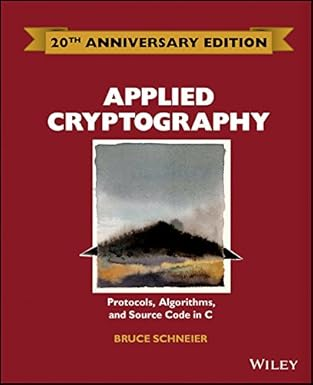 20TH ANNIVERSARY EDITION
APPLIED
CRYPTOGRAPHY
Protocols, Algorithms,
and Source Code in C
BRUCE SCHNEIER
WILEY